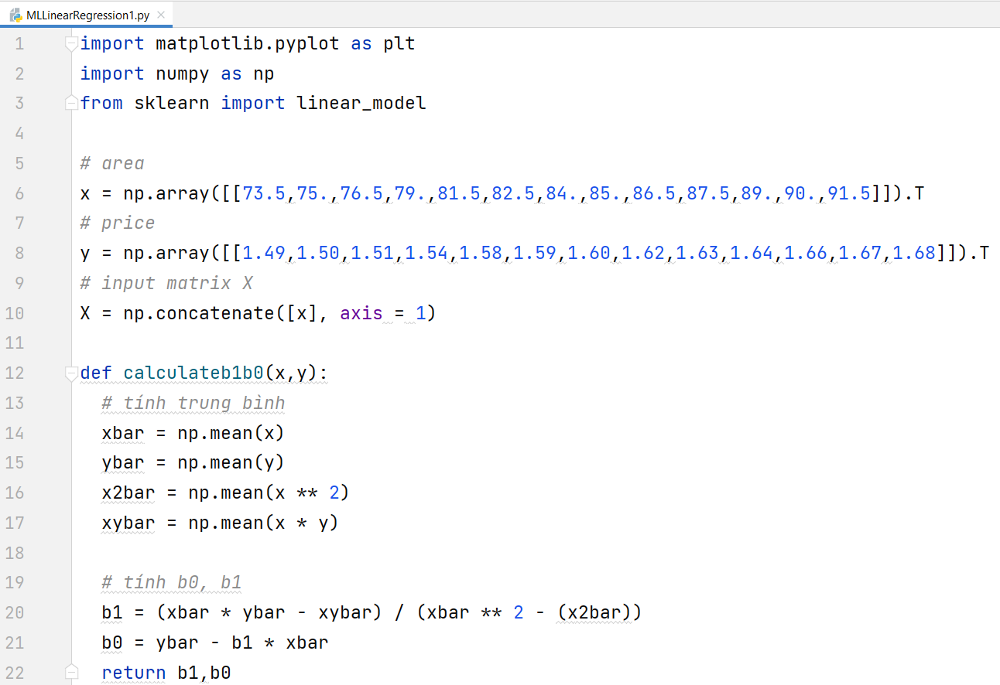 MLLinearRegression1.py
1 import matplotlib.pyplot as plt
2 import numpy as np
3 from sklearn import linear_model
4
5 # area
6 x = np.array([[73.5,75.,76.5,79.,81.5,82.5,84.,85.,86.5,87.5,89.,90.,91.5]]).T
7 # price
8 y = np.array([[1.49,1.50,1.51,1.54,1.58,1.59,1.60,1.62,1.63,1.64,1.66,1.67,1.68]]).T
9 # input matrix X
10 X = np.concatenate([x], axis = 1)
11
12 def calculateb1b0(x,y):
13   # tính trung bình
14   xbar = np.mean(x)
15   ybar = np.mean(y)
16   x2bar = np.mean(x ** 2)
17   xybar = np.mean(x * y)
18
19   # tính b0, b1
20   b1 = (xbar * ybar - xybar) / (xbar ** 2 - (x2bar))
21   b0 = ybar - b1 * xbar
22   return b1,b0